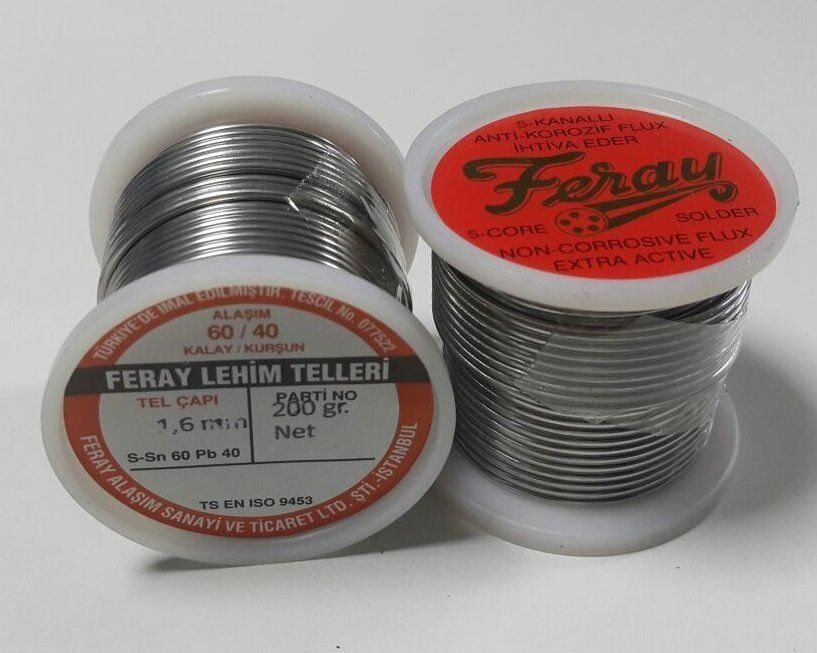 TÜRKİYE'DE İMAL EDİLMİŞTİR. TESCİL No. 077522
ALAŞIM
60 / 40
KALAY / KURŞUN
FERAY LEHİM TELLERİ
TEL ÇAPI
1,6 mm
PARTİ NO
200 gr.
Net
S-Sn 60 Pb 40
TS EN ISO 9453
FERAY ALAŞIM SANAYİ VE TİCARET LTD. ŞTİ.-İSTANBUL
5-KANALLI
ANTİ-KOROZİF FLUX
İHTİVA EDER
Feray
5-CORE SOLDER
NON-CORROSIVE FLUX
EXTRA ACTIVE